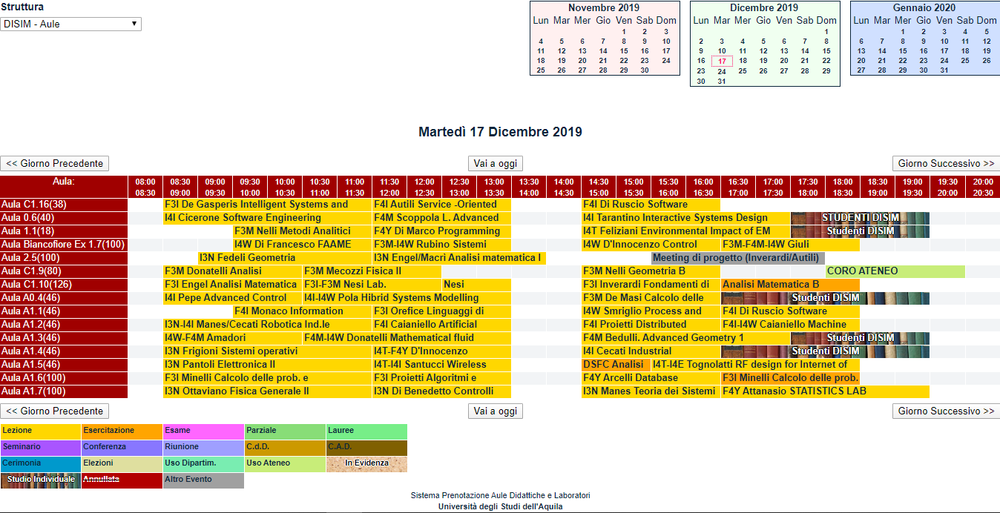 Struttura
DISIM - Aule
Novembre 2019
Lun Mar Mer Gio Ven Sab Dom
1 2 3
4 5 6 7 8 9 10
11 12 13 14 15 16 17
18 19 20 21 22 23 24
25 26 27 28 29 30
Dicembre 2019
Lun Mar Mer Gio Ven Sab Dom
1
2 3 4 5 6 7 8
9 10 11 12 13 14 15
16 17 18 19 20 21 22
23 24 25 26 27 28 29
30 31
Gennaio 2020
Lun Mar Mer Gio Ven Sab Dom
1 2 3 4 5
6 7 8 9 10 11 12
13 14 15 16 17 18 19
20 21 22 23 24 25 26
27 28 29 30 31
Martedì 17 Dicembre 2019
<< Giorno Precedente Vai a oggi Giorno Successivo >>
Aula: 08:00 08:30 09:00 09:30 10:00 10:30 11:00 11:30 12:00 12:30 13:00 13:30 14:00 14:30 15:00 15:30 16:00 16:30 17:00 17:30 18:00 18:30 19:00 19:30 20:00
08:30 09:00 09:30 10:00 10:30 11:00 11:30 12:00 12:30 13:00 13:30 14:00 14:30 15:00 15:30 16:00 16:30 17:00 17:30 18:00 18:30 19:00 19:30 20:00 20:30
Aula C1.16(38) F3I De Gasperis Intelligent Systems and F4I Autili Service -Oriented F4I Di Ruscio Software
Aula 0.6(40) I4I Cicerone Software Engineering F4M Scoppola L. Advanced I4I Tarantino Interactive Systems Design STUDENTI DISIM
Aula 1.1(18) F3M Nelli Metodi Analitici F4Y Di Marco Programming I4T Feliziani Environmental Impact of EM Studenti DISIM
Aula Biancofiore Ex 1.7(100) I4W Di Francesco FAAME F3M-I4W Rubino Sistemi I4W D'Innocenzo Control F3M-F4M-I4W Giuli
Aula 2.5(100) I3N Fedeli Geometria I3N Engel/Macri Analisi matematica I Meeting di progetto (Inverardi/Autili)
Aula C1.9(80) F3M Donatelli Analisi F3M Mecozzi Fisica II F3M Nelli Geometria B CORO ATENEO
Aula C1.10(126) F3I Engel Analisi Matematica F3I-F3M Nesi Lab. Nesi F3I Inverardi Fondamenti di Analisi Matematica B
Aula A0.4(46) I4I Pepe Advanced Control I4I-I4W Pola Hibrid Systems Modelling F3M De Masi Calcolo delle Studenti DISIM
Aula A1.1(46) F4I Monaco Information F3I Orefice Linguaggi di I4W Smriglio Process and F4I Di Ruscio Software
Aula A1.2(46) I3N-I4I Manes/Cecati Robotica Ind.le F4I Caianiello Artificial F4I Proietti Distributed F4I-I4W Caianiello Machine
Aula A1.3(46) I4W-F4M Amadori F4M-I4W Donatelli Mathematical fluid F4M Bedulli. Advanced Geometry 1 Studenti DISIM
Aula A1.4(46) I3N Frigioni Sistemi operativi I4T-F4Y D'Innocenzo I4I Cecati Industrial Studenti DISIM
Aula A1.5(46) I3N Pantoli Elettronica II I4T-I4I Santucci Wireless DSFC Analisi I4T-I4E Tognolatti RF design for Internet of
Aula A1.6(100) F3I Minelli Calcolo delle prob. e F3I Proietti Algoritmi e F4Y Arcelli Database F3I Minelli Calcolo delle prob.
Aula A1.7(100) I3N Ottaviano Fisica Generale II I3N Di Benedetto Controlli I3N Manes Teoria dei Sistemi F4Y Attanasio STATISTICS LAB
<< Giorno Precedente Vai a oggi Giorno Successivo >>
Lezione Esercitazione Esame Parziale Lauree
Seminario Conferenza Riunione C.d.D. C.A.D.
Cerimonia Elezioni Uso Dipartim. Uso Ateneo In Evidenza
Studio Individuale Annullata Altro Evento
Sistema Prenotazione Aule Didattiche e Laboratori
Università degli Studi dell'Aquila